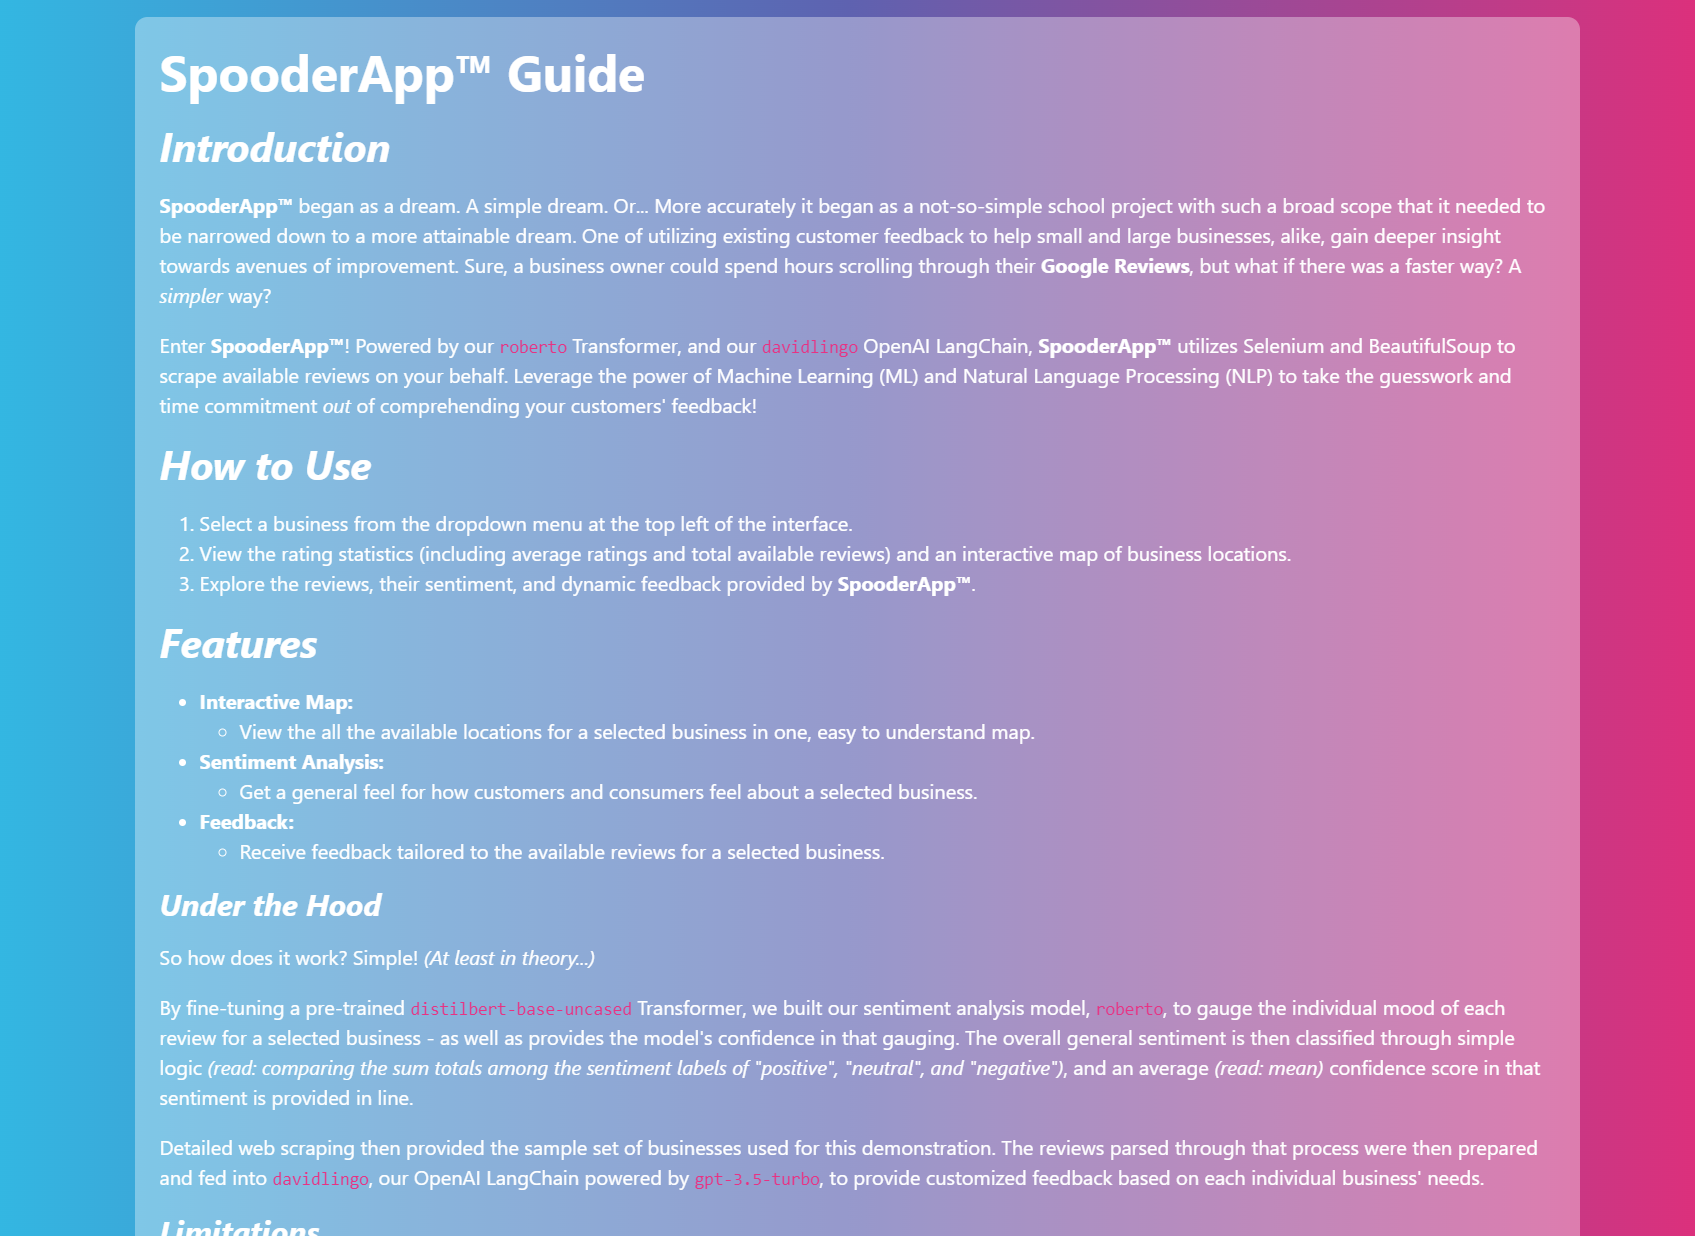 SpooderApp™ Guide
Introduction
SpooderApp™ began as a dream. A simple dream. Or... More accurately it began as a not-so-simple school project with such a broad scope that it needed to
be narrowed down to a more attainable dream. One of utilizing existing customer feedback to help small and large businesses, alike, gain deeper insight
towards avenues of improvement. Sure, a business owner could spend hours scrolling through their Google Reviews, but what if there was a faster way? A
simpler way?
Enter SpooderApp™! Powered by our roberto Transformer, and our davidlingo OpenAI LangChain, SpooderApp™ utilizes Selenium and BeautifulSoup to
scrape available reviews on your behalf. Leverage the power of Machine Learning (ML) and Natural Language Processing (NLP) to take the guesswork and
time commitment out of comprehending your customers' feedback!
How to Use
1. Select a business from the dropdown menu at the top left of the interface.
2. View the rating statistics (including average ratings and total available reviews) and an interactive map of business locations.
3. Explore the reviews, their sentiment, and dynamic feedback provided by SpooderApp™.
Features
• Interactive Map:
◦ View the all the available locations for a selected business in one, easy to understand map.
• Sentiment Analysis:
◦ Get a general feel for how customers and consumers feel about a selected business.
• Feedback:
◦ Receive feedback tailored to the available reviews for a selected business.
Under the Hood
So how does it work? Simple! (At least in theory...)
By fine-tuning a pre-trained distilbert-base-uncased Transformer, we built our sentiment analysis model, roberto, to gauge the individual mood of each
review for a selected business - as well as provides the model's confidence in that gauging. The overall general sentiment is then classified through simple
logic (read: comparing the sum totals among the sentiment labels of "positive", "neutral", and "negative"), and an average (read: mean) confidence score in that
sentiment is provided in line.
Detailed web scraping then provided the sample set of businesses used for this demonstration. The reviews parsed through that process were then prepared
and fed into davidlingo, our OpenAI LangChain powered by gpt-3.5-turbo, to provide customized feedback based on each individual business' needs.
Limitations